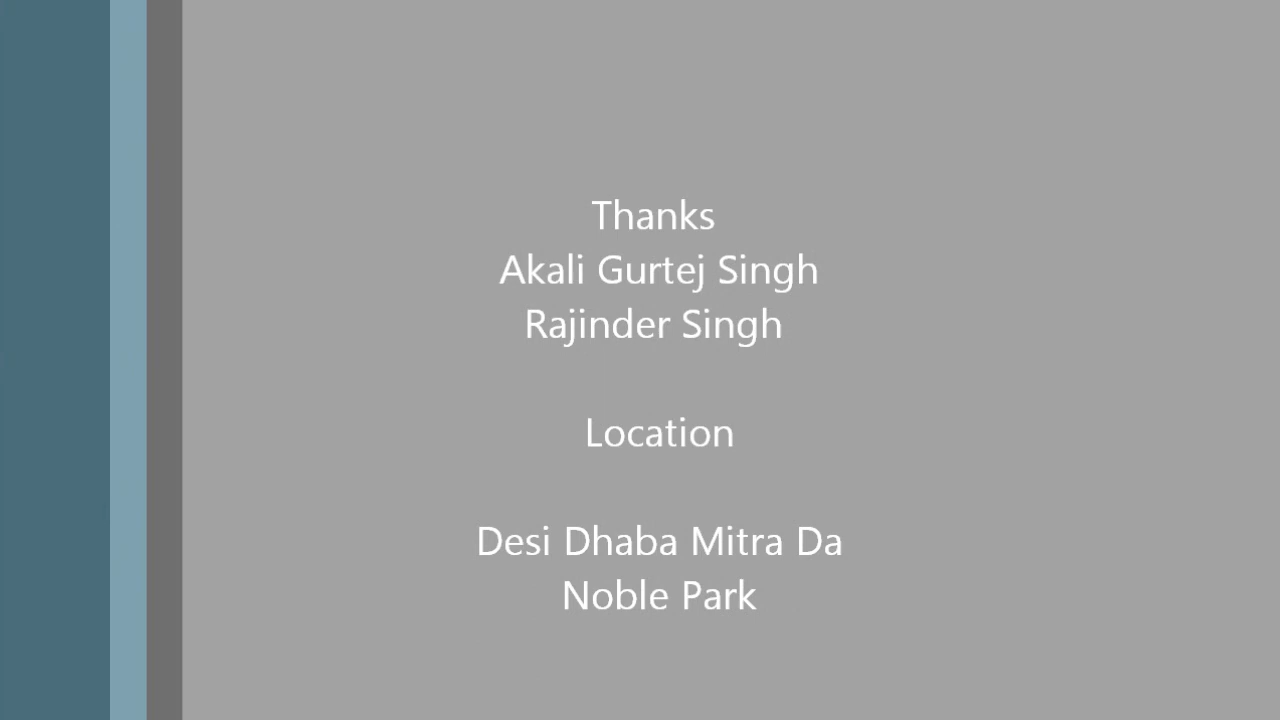 Thanks
Akali Gurtej Singh
Rajinder Singh
Location
Desi Dhaba Mitra Da
Noble Park